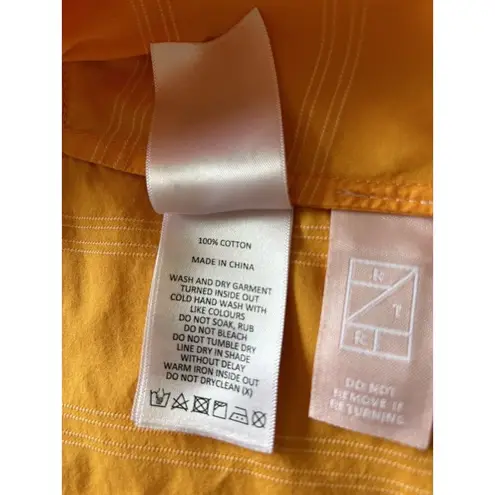 100% COTTON
MADE IN CHINA
WASH AND DRY GARMENT
TURNED INSIDE OUT
COLD HAND WASH WITH
LIKE COLOURS
DO NOT SOAK, RUB
DO NOT BLEACH
DO NOT TUMBLE DRY
LINE DRY IN SHADE
WITHOUT DELAY
WARM IRON INSIDE OUT
DO NOT DRYCLEAN (X)
R
T
R
DO NOT
REMOVE IF
RETURNING.